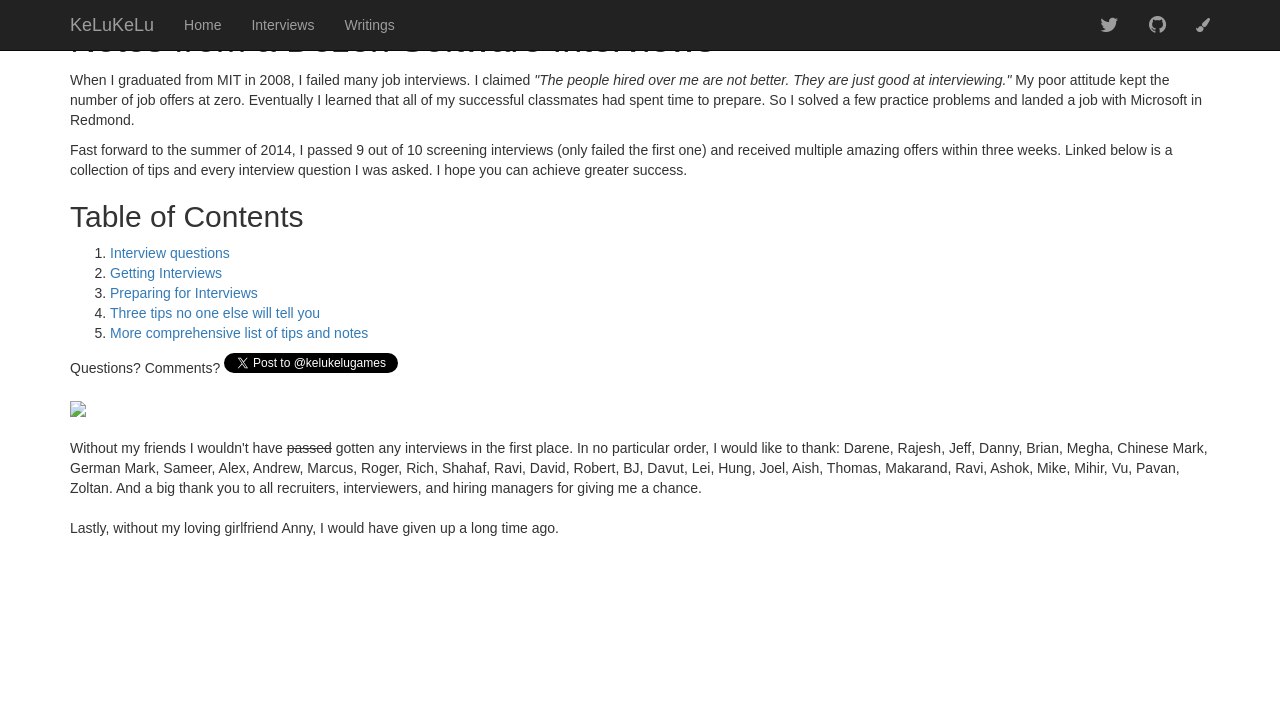 KeLuKeLu Home Interviews Writings
Notes from a Dozen Software Interviews
When I graduated from MIT in 2008, I failed many job interviews. I claimed "The people hired over me are not better. They are just good at interviewing." My poor attitude kept the
number of job offers at zero. Eventually I learned that all of my successful classmates had spent time to prepare. So I solved a few practice problems and landed a job with Microsoft in
Redmond.
Fast forward to the summer of 2014, I passed 9 out of 10 screening interviews (only failed the first one) and received multiple amazing offers within three weeks. Linked below is a
collection of tips and every interview question I was asked. I hope you can achieve greater success.
Table of Contents
1. Interview questions
2. Getting Interviews
3. Preparing for Interviews
4. Three tips no one else will tell you
5. More comprehensive list of tips and notes
Questions? Comments? Post to @kelukelugames
Without my friends I wouldn't have passed gotten any interviews in the first place. In no particular order, I would like to thank: Darene, Rajesh, Jeff, Danny, Brian, Megha, Chinese Mark,
German Mark, Sameer, Alex, Andrew, Marcus, Roger, Rich, Shahaf, Ravi, David, Robert, BJ, Davut, Lei, Hung, Joel, Aish, Thomas, Makarand, Ravi, Ashok, Mike, Mihir, Vu, Pavan,
Zoltan. And a big thank you to all recruiters, interviewers, and hiring managers for giving me a chance.
Lastly, without my loving girlfriend Anny, I would have given up a long time ago.